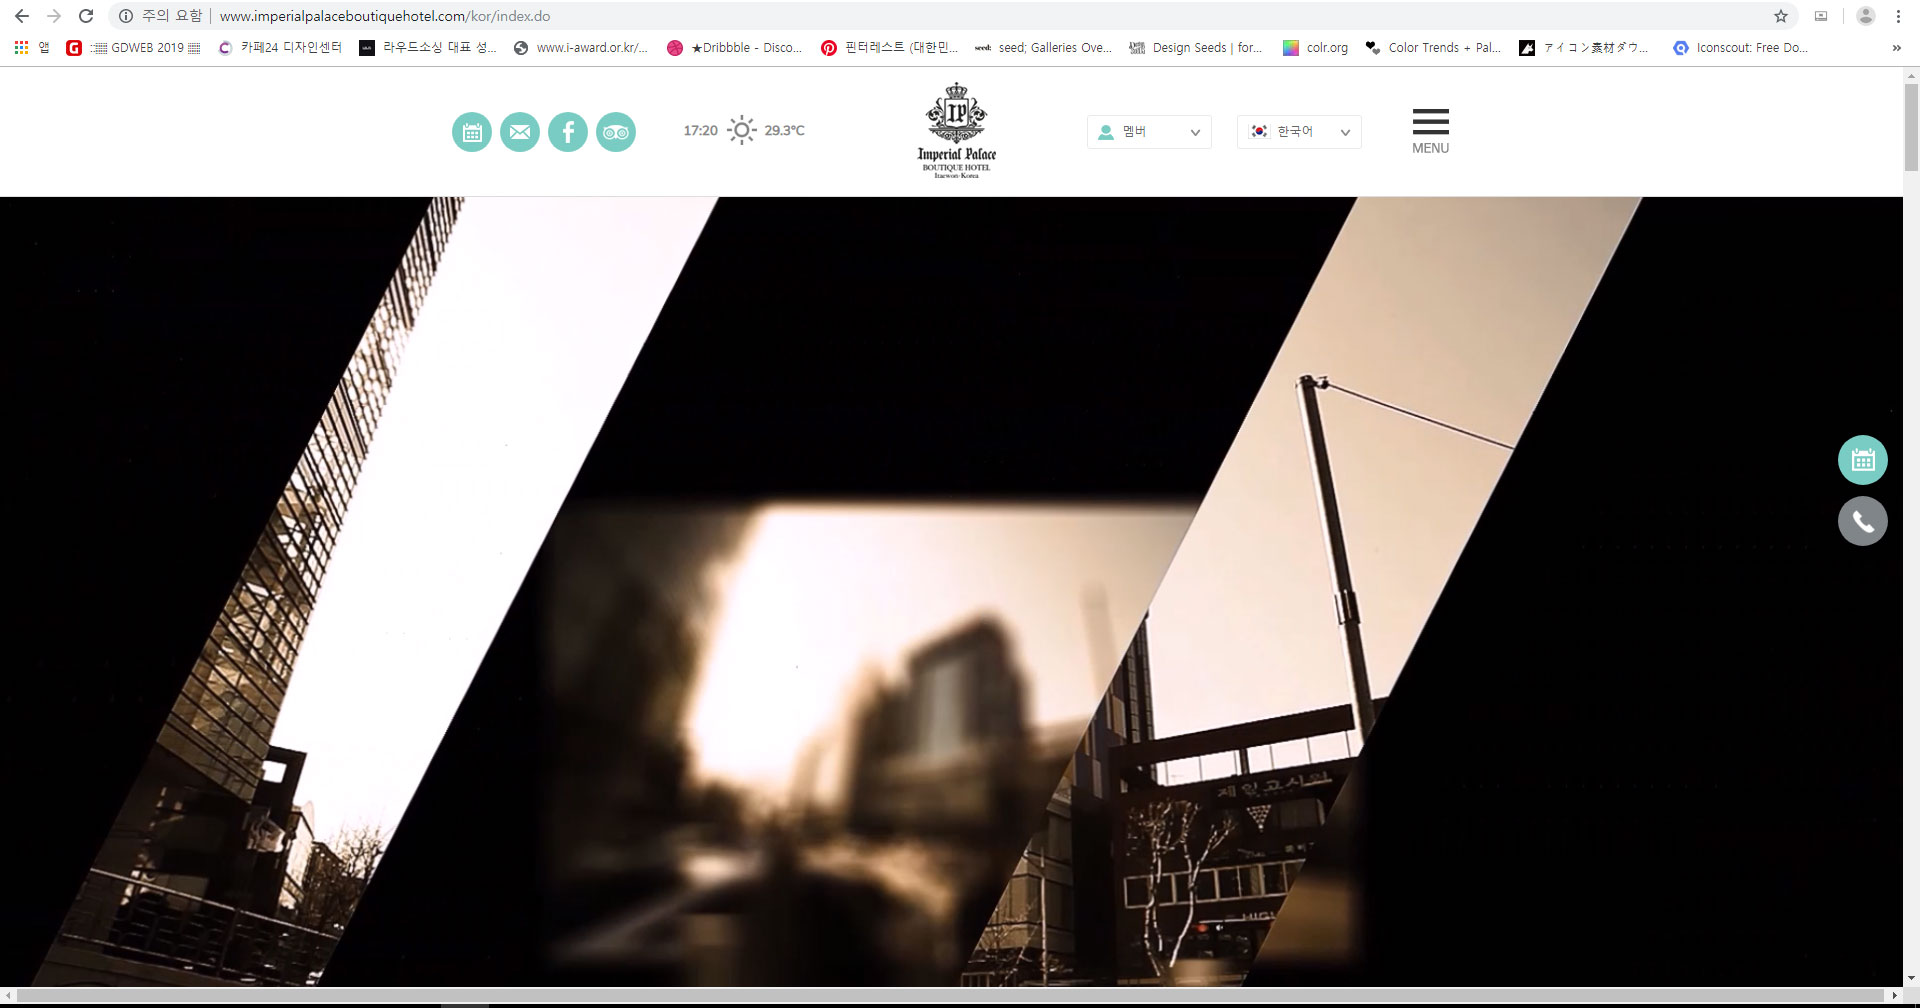 주의 요함 | www.imperialpalaceboutiquehotel.com/kor/index.do
앱
GDWEB 2019
카페24 디자인센터
라우드소싱 대표 성...
www.i-award.or.kr/...
★Dribbble - Disco...
핀터레스트 (대한민...
seed; Galleries Ove...
Design Seeds | for...
colr.org
Color Trends + Pal...
アイコン素材ダウ...
Iconscout: Free Do...
17:20
29.3℃
IP
Imperial Palace
BOUTIQUE HOTEL
Itaewon·Korea
멤버
한국어
MENU
제일고시원